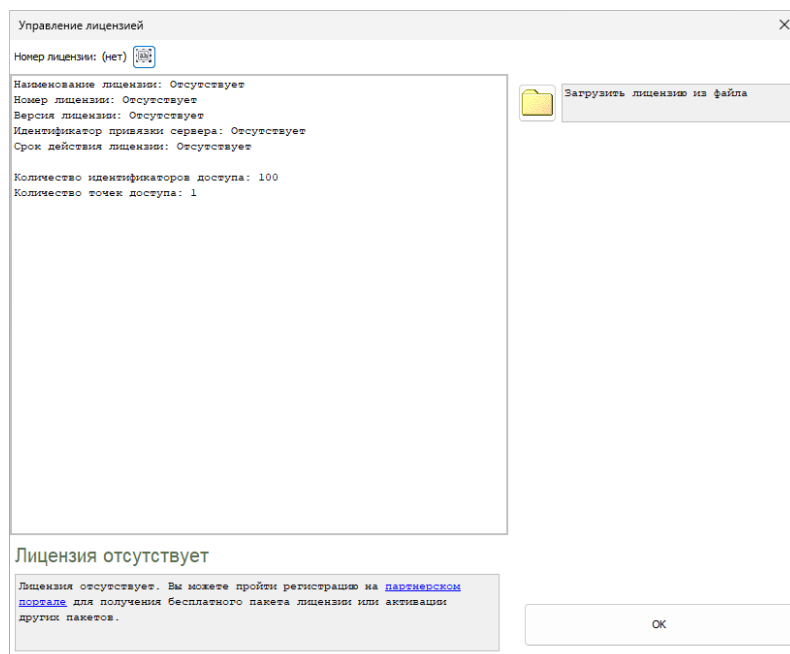 Управление лицензией
Номер лицензии: (нет)
Наименование лицензии: Отсутствует
Номер лицензии: Отсутствует
Версия лицензии: Отсутствует
Идентификатор привязки сервера: Отсутствует
Срок действия лицензии: Отсутствует
Количество идентификаторов доступа: 100
Количество точек доступа: 1
Загрузить лицензию из файла
Лицензия отсутствует
Лицензия отсутствует. Вы можете пройти регистрацию на партнерском
портале для получения бесплатного пакета лицензии или активации
других пакетов.
OK